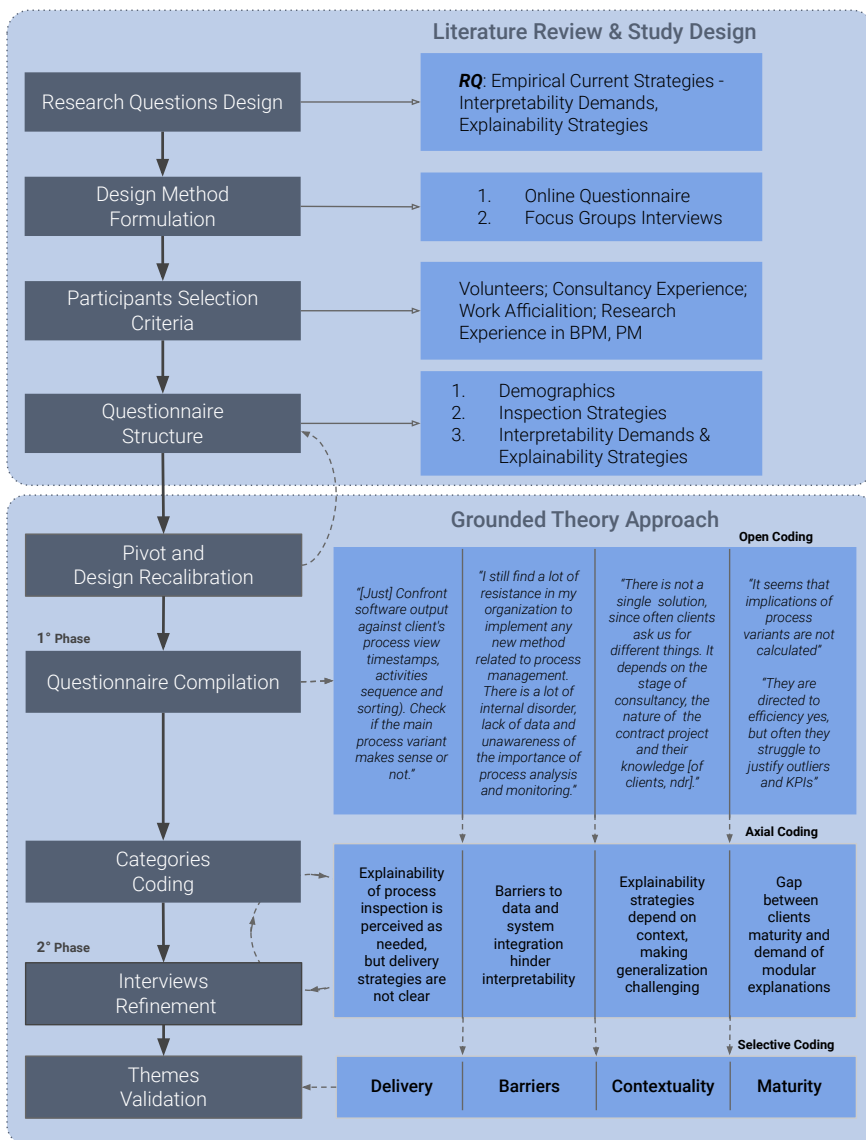 Literature Review & Study Design
Research Questions Design
RQ: Empirical Current Strategies -
Interpretability Demands,
Explainability Strategies
Design Method
Formulation
1. Online Questionnaire
2. Focus Groups Interviews
Participants Selection
Criteria
Volunteers; Consultancy Experience;
Work Afficialition; Research
Experience in BPM, PM
Questionnaire
Structure
1. Demographics
2. Inspection Strategies
3. Interpretability Demands &
Explainability Strategies
Grounded Theory Approach
Open Coding
Pivot and
Design Recalibration
1° Phase
Questionnaire Compilation
"[Just] Confront
software output
against client's
process view
timestamps,
activities
sequence and
sorting). Check
if the main
process variant
makes sense or
not."
"I still find a lot of
resistance in my
organization to
implement any
new method
related to process
management.
There is a lot of
internal disorder,
lack of data and
unawareness of
the importance of
process analysis
and monitoring."
"There is not a
single solution,
since often clients
ask us for
different things. It
depends on the
stage of
consultancy, the
nature of the
contract project
and their
knowledge [of
clients, ndr]."
"It seems that
implications of
process
variants are not
calculated"
"They are
directed to
efficiency yes,
but often they
struggle to
justify outliers
and KPIs"
Axial Coding
Categories
Coding
Explainability
of process
inspection is
perceived as
needed,
but delivery
strategies are
not clear
Barriers to
data and
system
integration
hinder
interpretability
Explainability
strategies
depend on
context,
making
generalization
challenging
Gap
between
clients
maturity and
demand of
modular
explanations
2° Phase
Interviews
Refinement
Selective Coding
Themes
Validation
Delivery
Barriers
Contextuality
Maturity